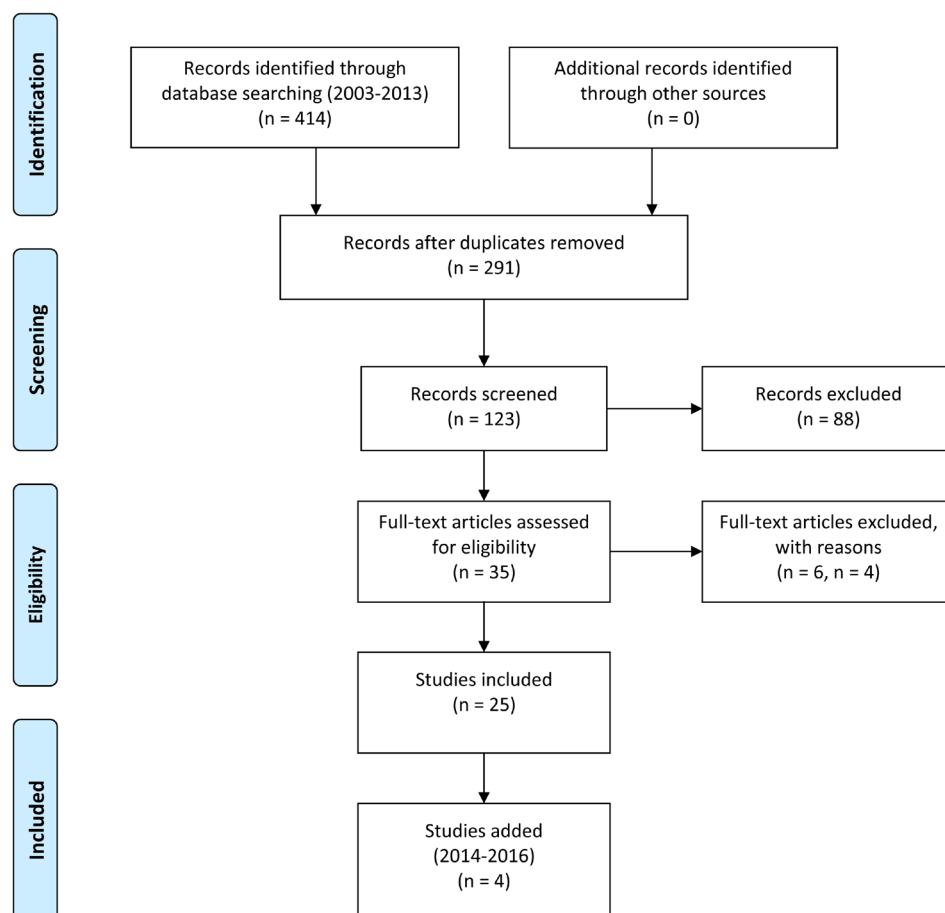 Identification
Records identified through
database searching (2003-2013)
(n = 414)
Additional records identified
through other sources
(n = 0)
Records after duplicates removed
(n = 291)
Screening
Records screened
(n = 123)
Records excluded
(n = 88)
Eligibility
Full-text articles assessed
for eligibility
(n = 35)
Full-text articles excluded,
with reasons
(n = 6, n = 4)
Studies included
(n = 25)
Included
Studies added
(2014-2016)
(n = 4)